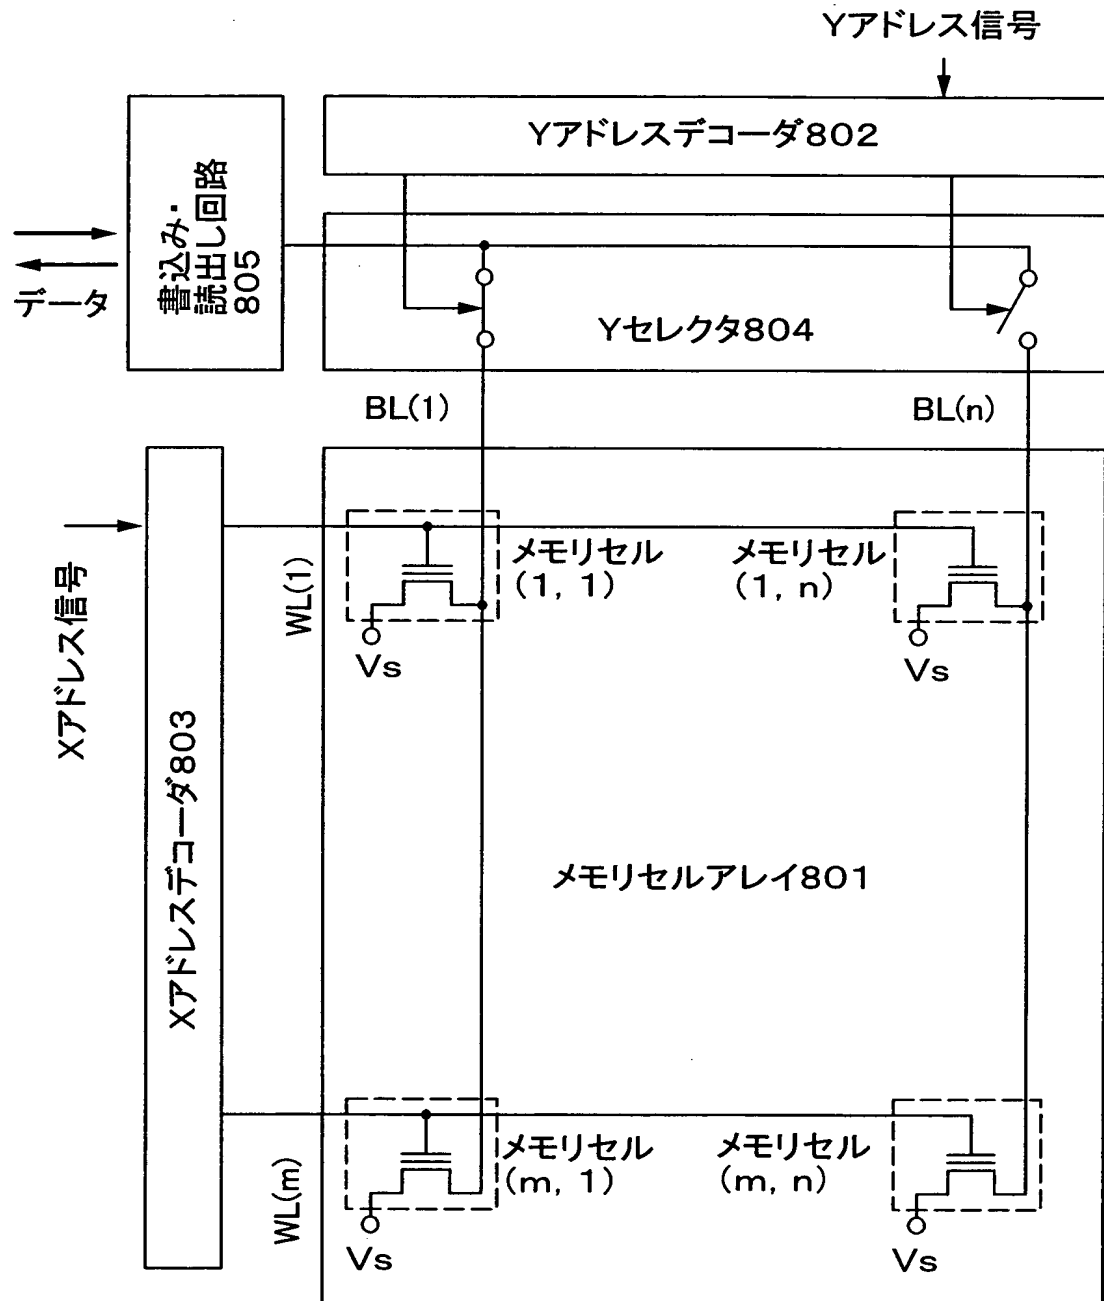 Yアドレス信号
Yアドレスデコーダ802
書込み・
読出し回路
805
データ
Yセレクタ804
BL(1)
BL(n)
Xアドレス信号
Xアドレスデコーダ803
WL(1)
メモリセル
(1, 1)
メモリセル
(1, n)
Vs
Vs
メモリセルアレイ801
WL(m)
メモリセル
(m, 1)
メモリセル
(m, n)
Vs
Vs